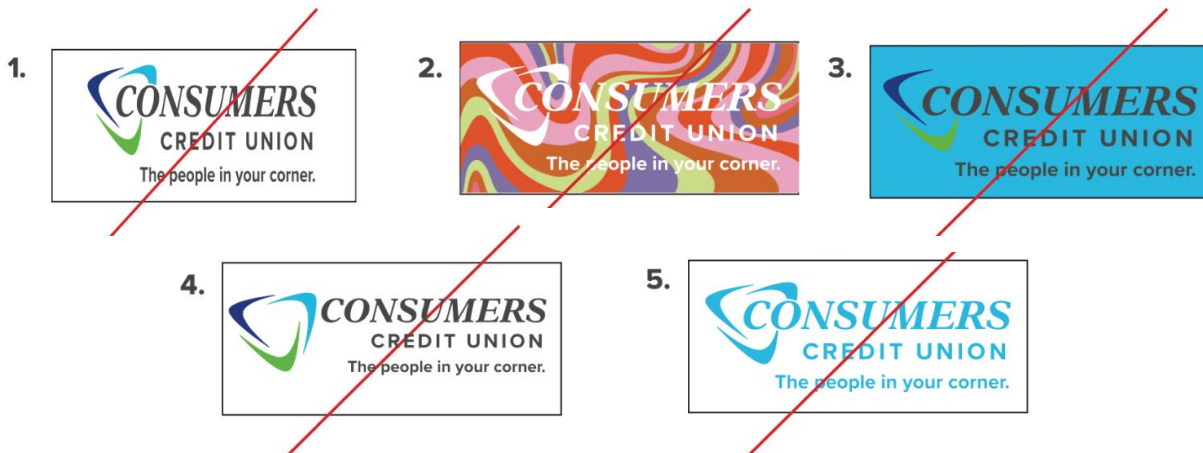 1.
CONSUMERS
CREDIT UNION
The people in your corner.
2.
CONSUMERS
CREDIT UNION
The people in your corner.
3.
CONSUMERS
CREDIT UNION
The people in your corner.
4.
CONSUMERS
CREDIT UNION
The people in your corner.
5.
CONSUMERS
CREDIT UNION
The people in your corner.